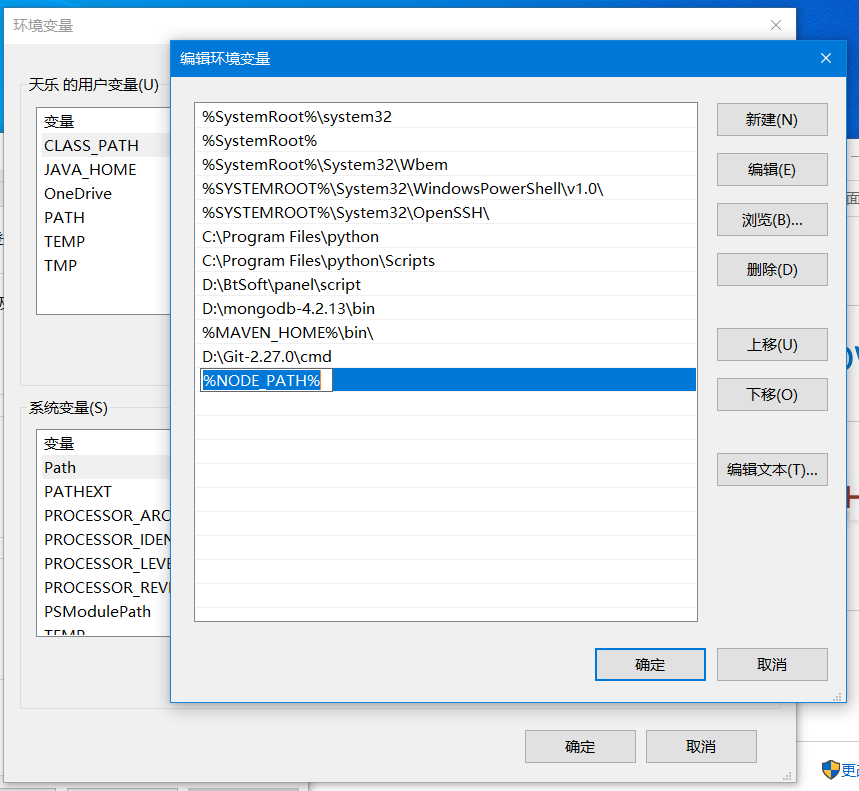 环境变量
编辑环境变量
天乐 的用户变量(U)
变量
CLASS_PATH
JAVA_HOME
OneDrive
PATH
TEMP
TMP
系统变量(S)
变量
Path
PATHEXT
PROCESSOR_ARC
PROCESSOR_IDEN
PROCESSOR_LEVE
PROCESSOR_REVI
PSModulePath
TEMP
%SystemRoot%\system32
%SystemRoot%
%SystemRoot%\System32\Wbem
%SYSTEMROOT%\System32\WindowsPowerShell\v1.0\
%SYSTEMROOT%\System32\OpenSSH\
C:\Program Files\python
C:\Program Files\python\Scripts
D:\BtSoft\panel\script
D:\mongodb-4.2.13\bin
%MAVEN_HOME%\bin\
D:\Git-2.27.0\cmd
%NODE_PATH%
新建(N)
编辑(E)
浏览(B)...
删除(D)
上移(U)
下移(O)
编辑文本(T)...
确定
取消
确定
取消
面
更改